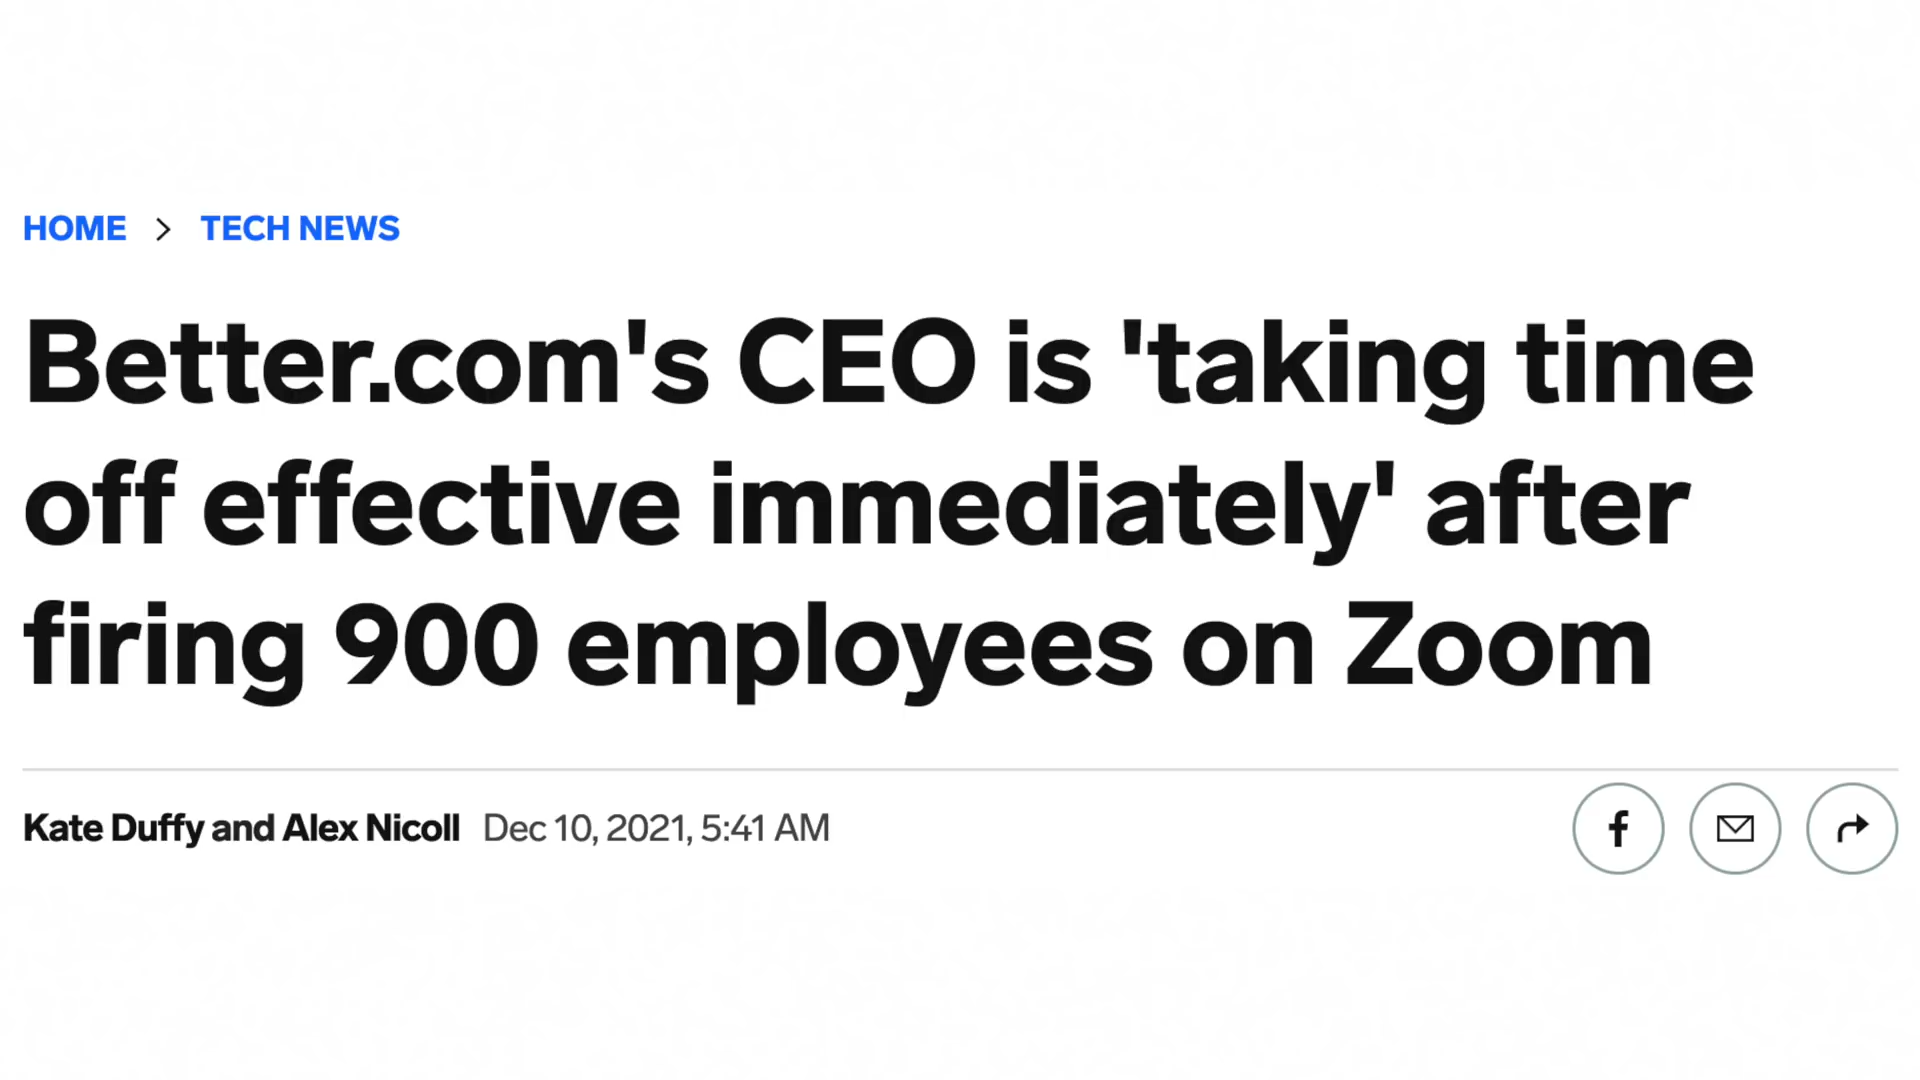 HOME > TECH NEWS
Better.com's CEO is 'taking time
off effective immediately' after
firing 900 employees on Zoom
Kate Duffy and Alex Nicoll Dec 10, 2021, 5:41 AM